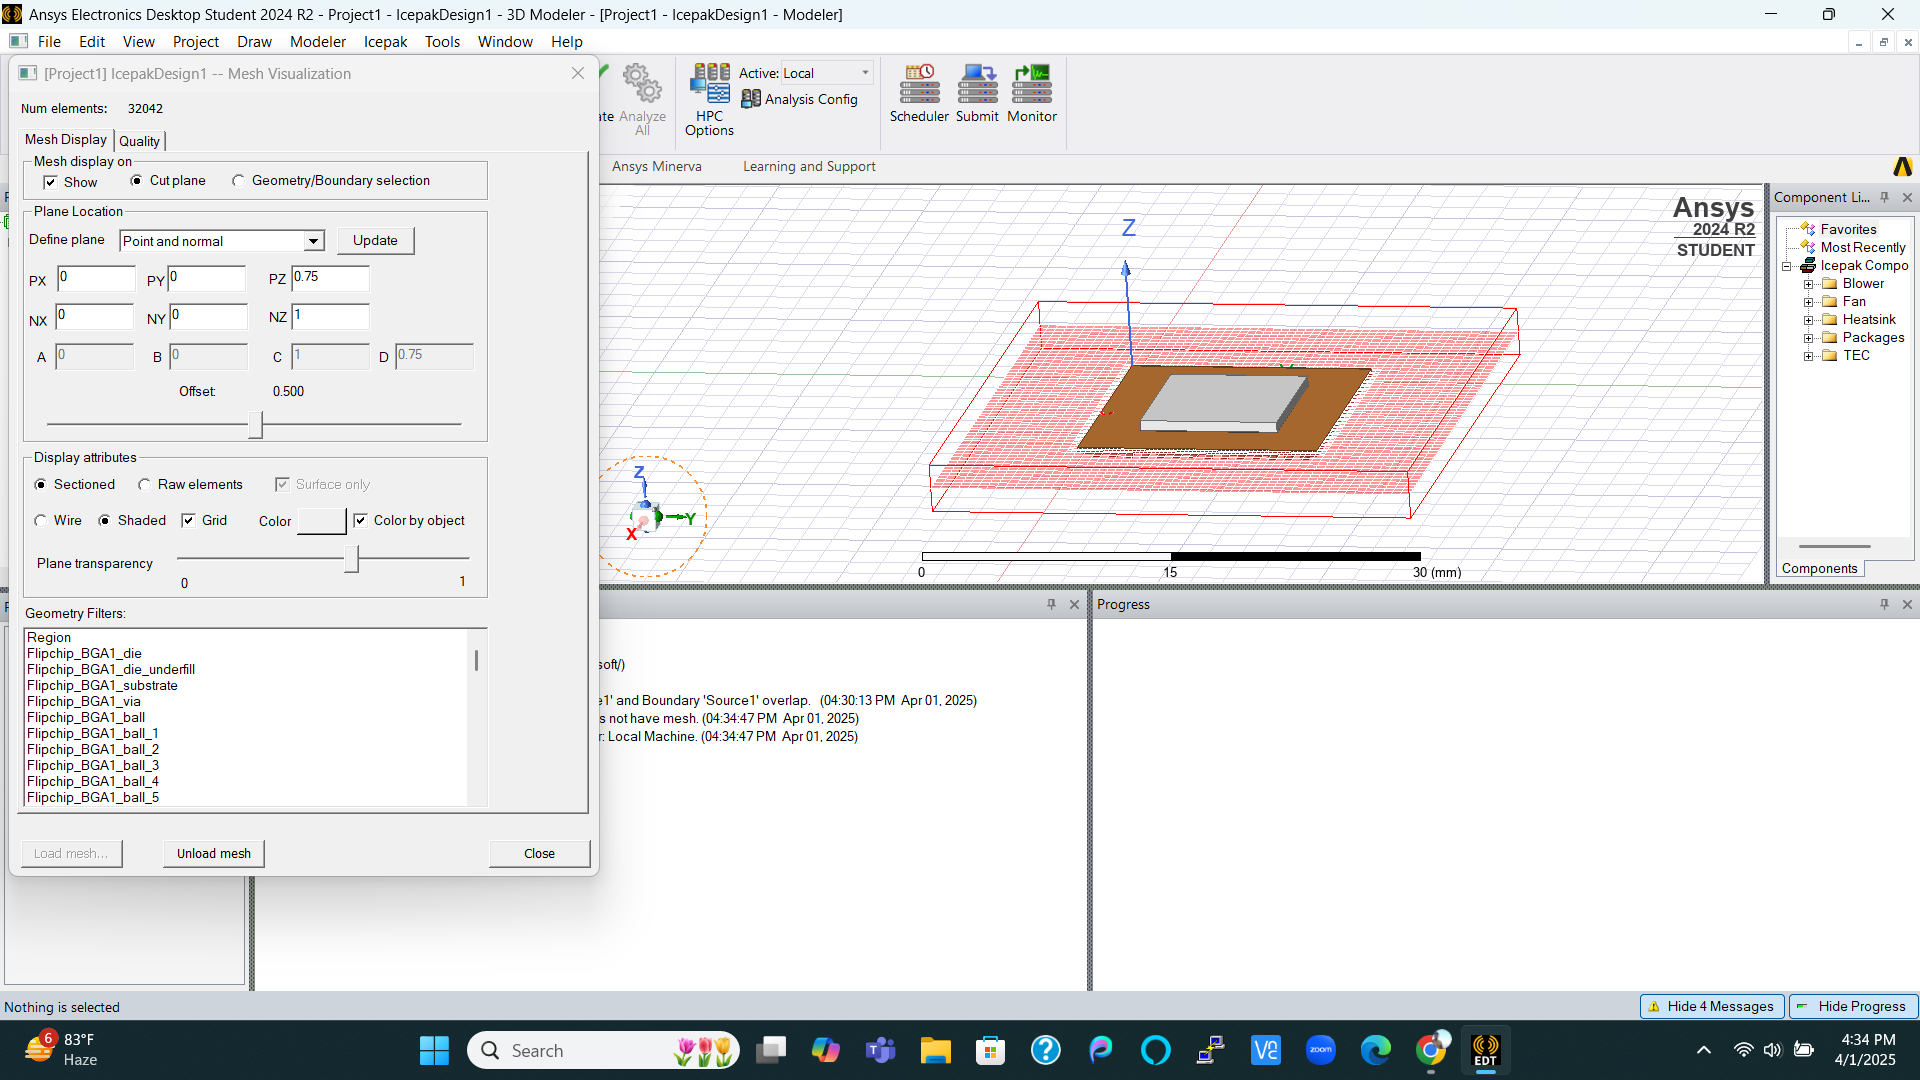 Ansys Electronics Desktop Student 2024 R2 - Project1 - IcepakDesign1 - 3D Modeler - [Project1 - IcepakDesign1 - Modeler]
File Edit View Project Draw Modeler Icepak Tools Window Help
[Project1] IcepakDesign1 -- Mesh Visualization
Num elements: 32042
Mesh Display Quality
Mesh display on
Show Cut plane Geometry/Boundary selection
Plane Location
Define plane Point and normal Update
PX 0 PY 0 PZ 0.75
NX 0 NY 0 NZ 1
A 0 B 0 C 1 D 0.75
Offset: 0.500
Display attributes
Sectioned Raw elements Surface only
Wire Shaded Grid Color Color by object
Plane transparency
0 1
Geometry Filters:
Region
Flipchip_BGA1_die
Flipchip_BGA1_die_underfill
Flipchip_BGA1_substrate
Flipchip_BGA1_via
Flipchip_BGA1_ball
Flipchip_BGA1_ball_1
Flipchip_BGA1_ball_2
Flipchip_BGA1_ball_3
Flipchip_BGA1_ball_4
Flipchip_BGA1_ball_5
Load mesh... Unload mesh Close
ate Analyze All
HPC Options
Active: Local
Analysis Config
Scheduler Submit Monitor
Ansys Minerva Learning and Support
Z
Ansys
2024 R2
STUDENT
Z
Y
X
0 15 30 (mm)
Component Li...
Favorites
Most Recently
Icepak Compo
Blower
Fan
Heatsink
Packages
TEC
Components
soft/)
e1' and Boundary 'Source1' overlap. (04:30:13 PM Apr 01, 2025)
s not have mesh. (04:34:47 PM Apr 01, 2025)
r: Local Machine. (04:34:47 PM Apr 01, 2025)
Progress
Nothing is selected
Hide 4 Messages Hide Progress
6
83°F
Haze
Search
zoom
EDT
4:34 PM
4/1/2025